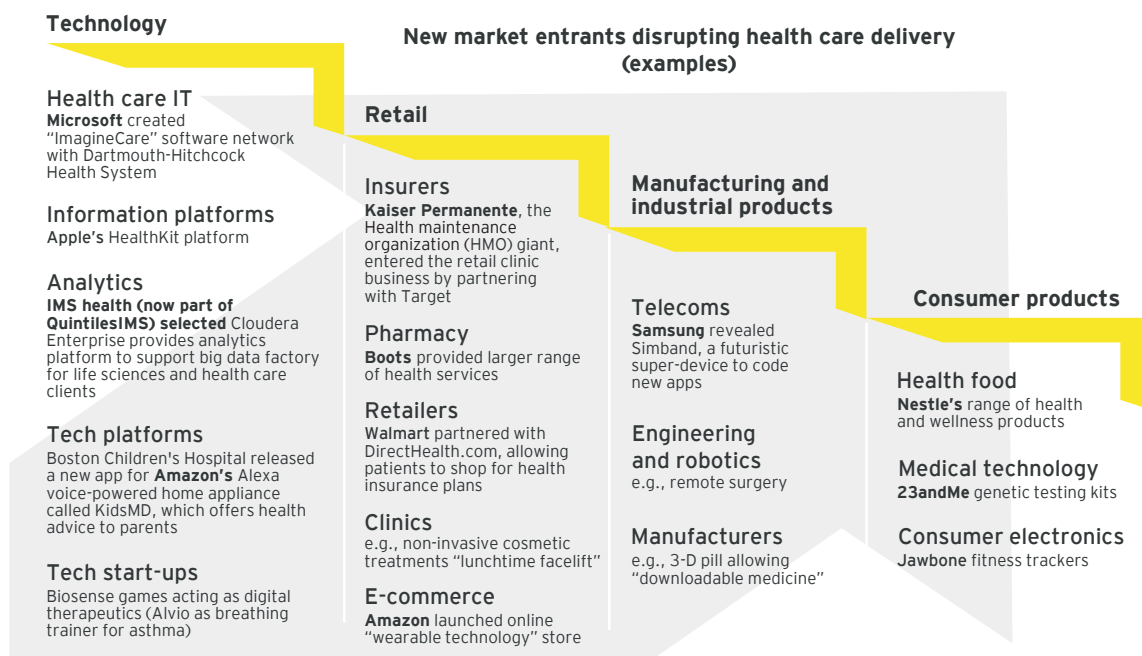 Technology
New market entrants disrupting health care delivery
(examples)
Health care IT
Microsoft created
“ImagineCare” software network
with Dartmouth-Hitchcock
Health System
Information platforms
Apple’s HealthKit platform
Analytics
IMS health (now part of
QuintilesIMS) selected Cloudera
Enterprise provides analytics
platform to support big data factory
for life sciences and health care
clients
Tech platforms
Boston Children's Hospital released
a new app for Amazon’s Alexa
voice-powered home appliance
called KidsMD, which offers health
advice to parents
Tech start-ups
Biosense games acting as digital
therapeutics (Alvio as breathing
trainer for asthma)
Retail
Insurers
Kaiser Permanente, the
Health maintenance
organization (HMO) giant,
entered the retail clinic
business by partnering
with Target
Pharmacy
Boots provided larger range
of health services
Retailers
Walmart partnered with
DirectHealth.com, allowing
patients to shop for health
insurance plans
Clinics
e.g., non-invasive cosmetic
treatments “lunchtime facelift”
E-commerce
Amazon launched online
“wearable technology” store
Manufacturing and
industrial products
Telecoms
Samsung revealed
Simband, a futuristic
super-device to code
new apps
Engineering
and robotics
e.g., remote surgery
Manufacturers
e.g., 3-D pill allowing
“downloadable medicine”
Consumer products
Health food
Nestle’s range of health
and wellness products
Medical technology
23andMe genetic testing kits
Consumer electronics
Jawbone fitness trackers